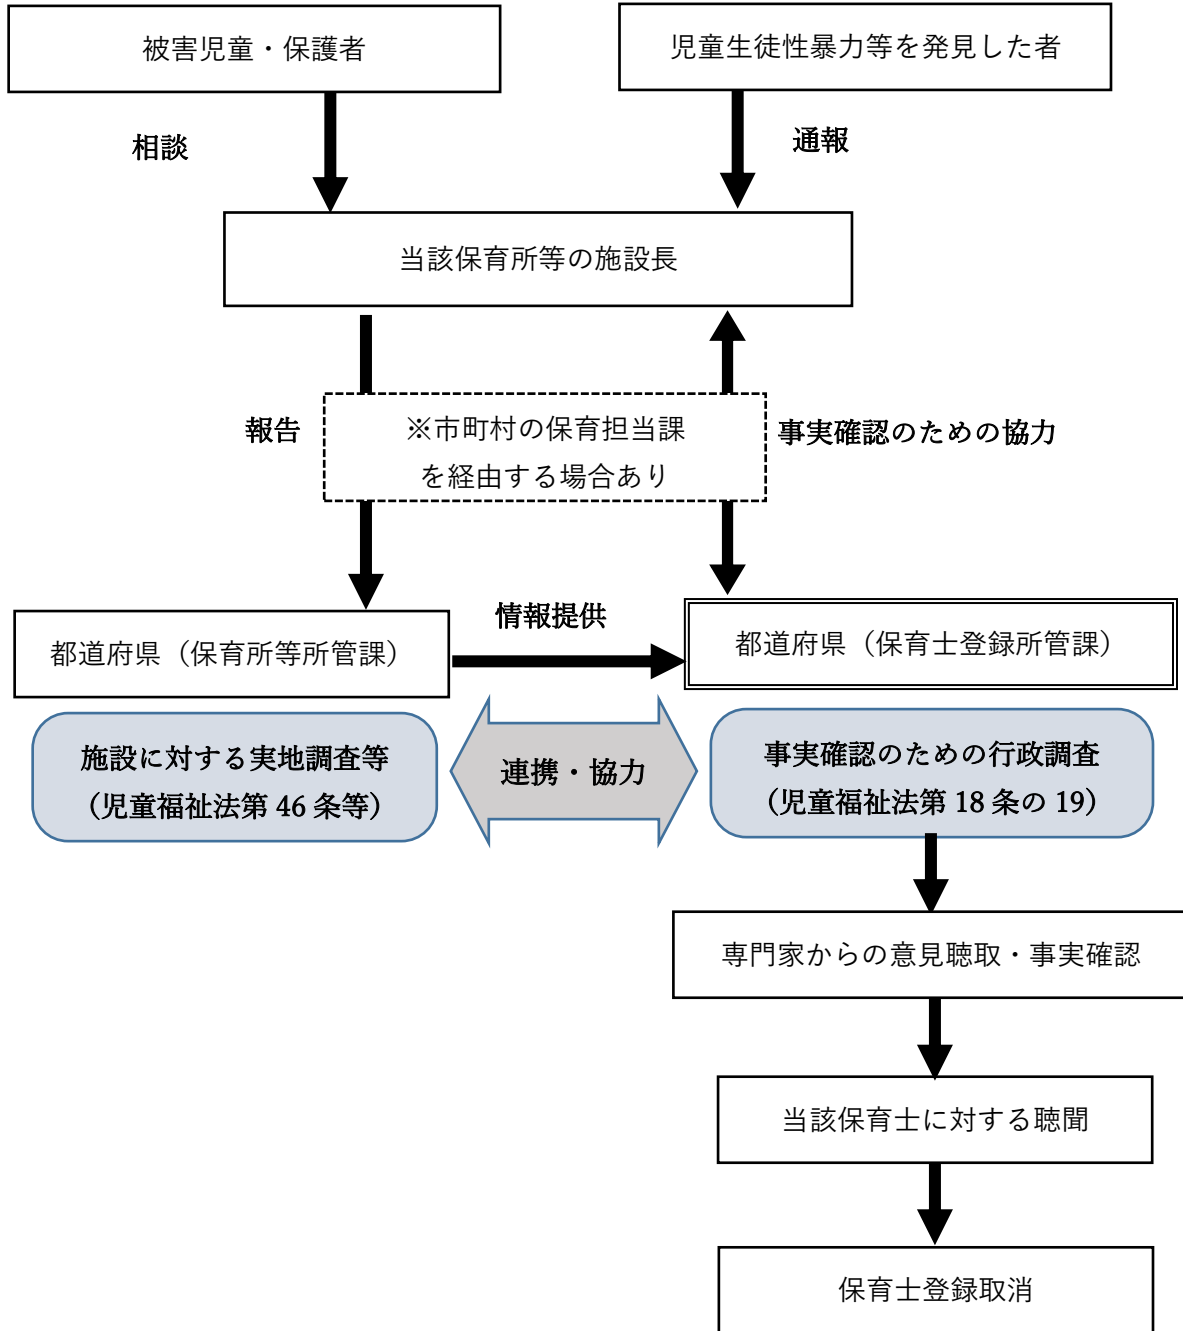 被害児童・保護者
児童生徒性暴力等を発見した者
相談
通報
当該保育所等の施設長
報告
※市町村の保育担当課
を経由する場合あり
事実確認のための協力
情報提供
都道府県（保育所等所管課）
都道府県（保育士登録所管課）
施設に対する実地調査等
（児童福祉法第 46 条等）
連携・協力
事実確認のための行政調査
（児童福祉法第 18 条の 19）
専門家からの意見聴取・事実確認
当該保育士に対する聴聞
保育士登録取消